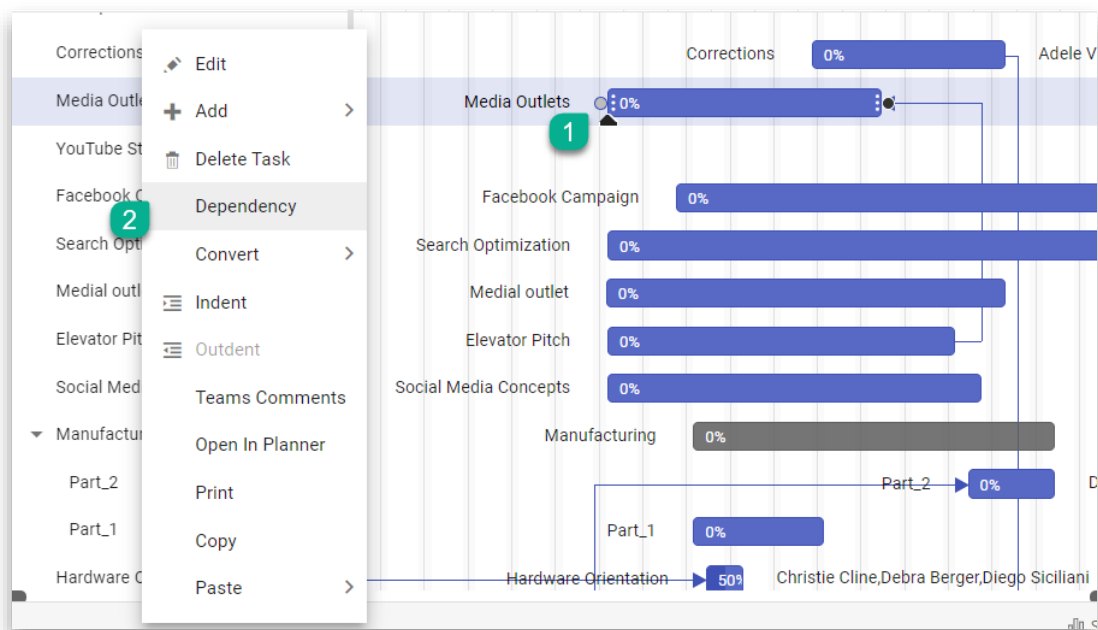 Corrections
Media Outle
YouTube St
Facebook C
Search Opti
Medial outl
Elevator Pit
Social Med
Manufactur
Part_2
Part_1
Hardware O
Edit
Add
Delete Task
2
Dependency
Convert
Indent
Outdent
Teams Comments
Open In Planner
Print
Copy
Paste
Corrections 0% Adele V
Media Outlets 0%
1
Facebook Campaign 0%
Search Optimization 0%
Medial outlet 0%
Elevator Pitch 0%
Social Media Concepts 0%
Manufacturing 0%
Part_2 0% D
Part_1 0%
Hardware Orientation 50% Christie Cline,Debra Berger,Diego Siciliani